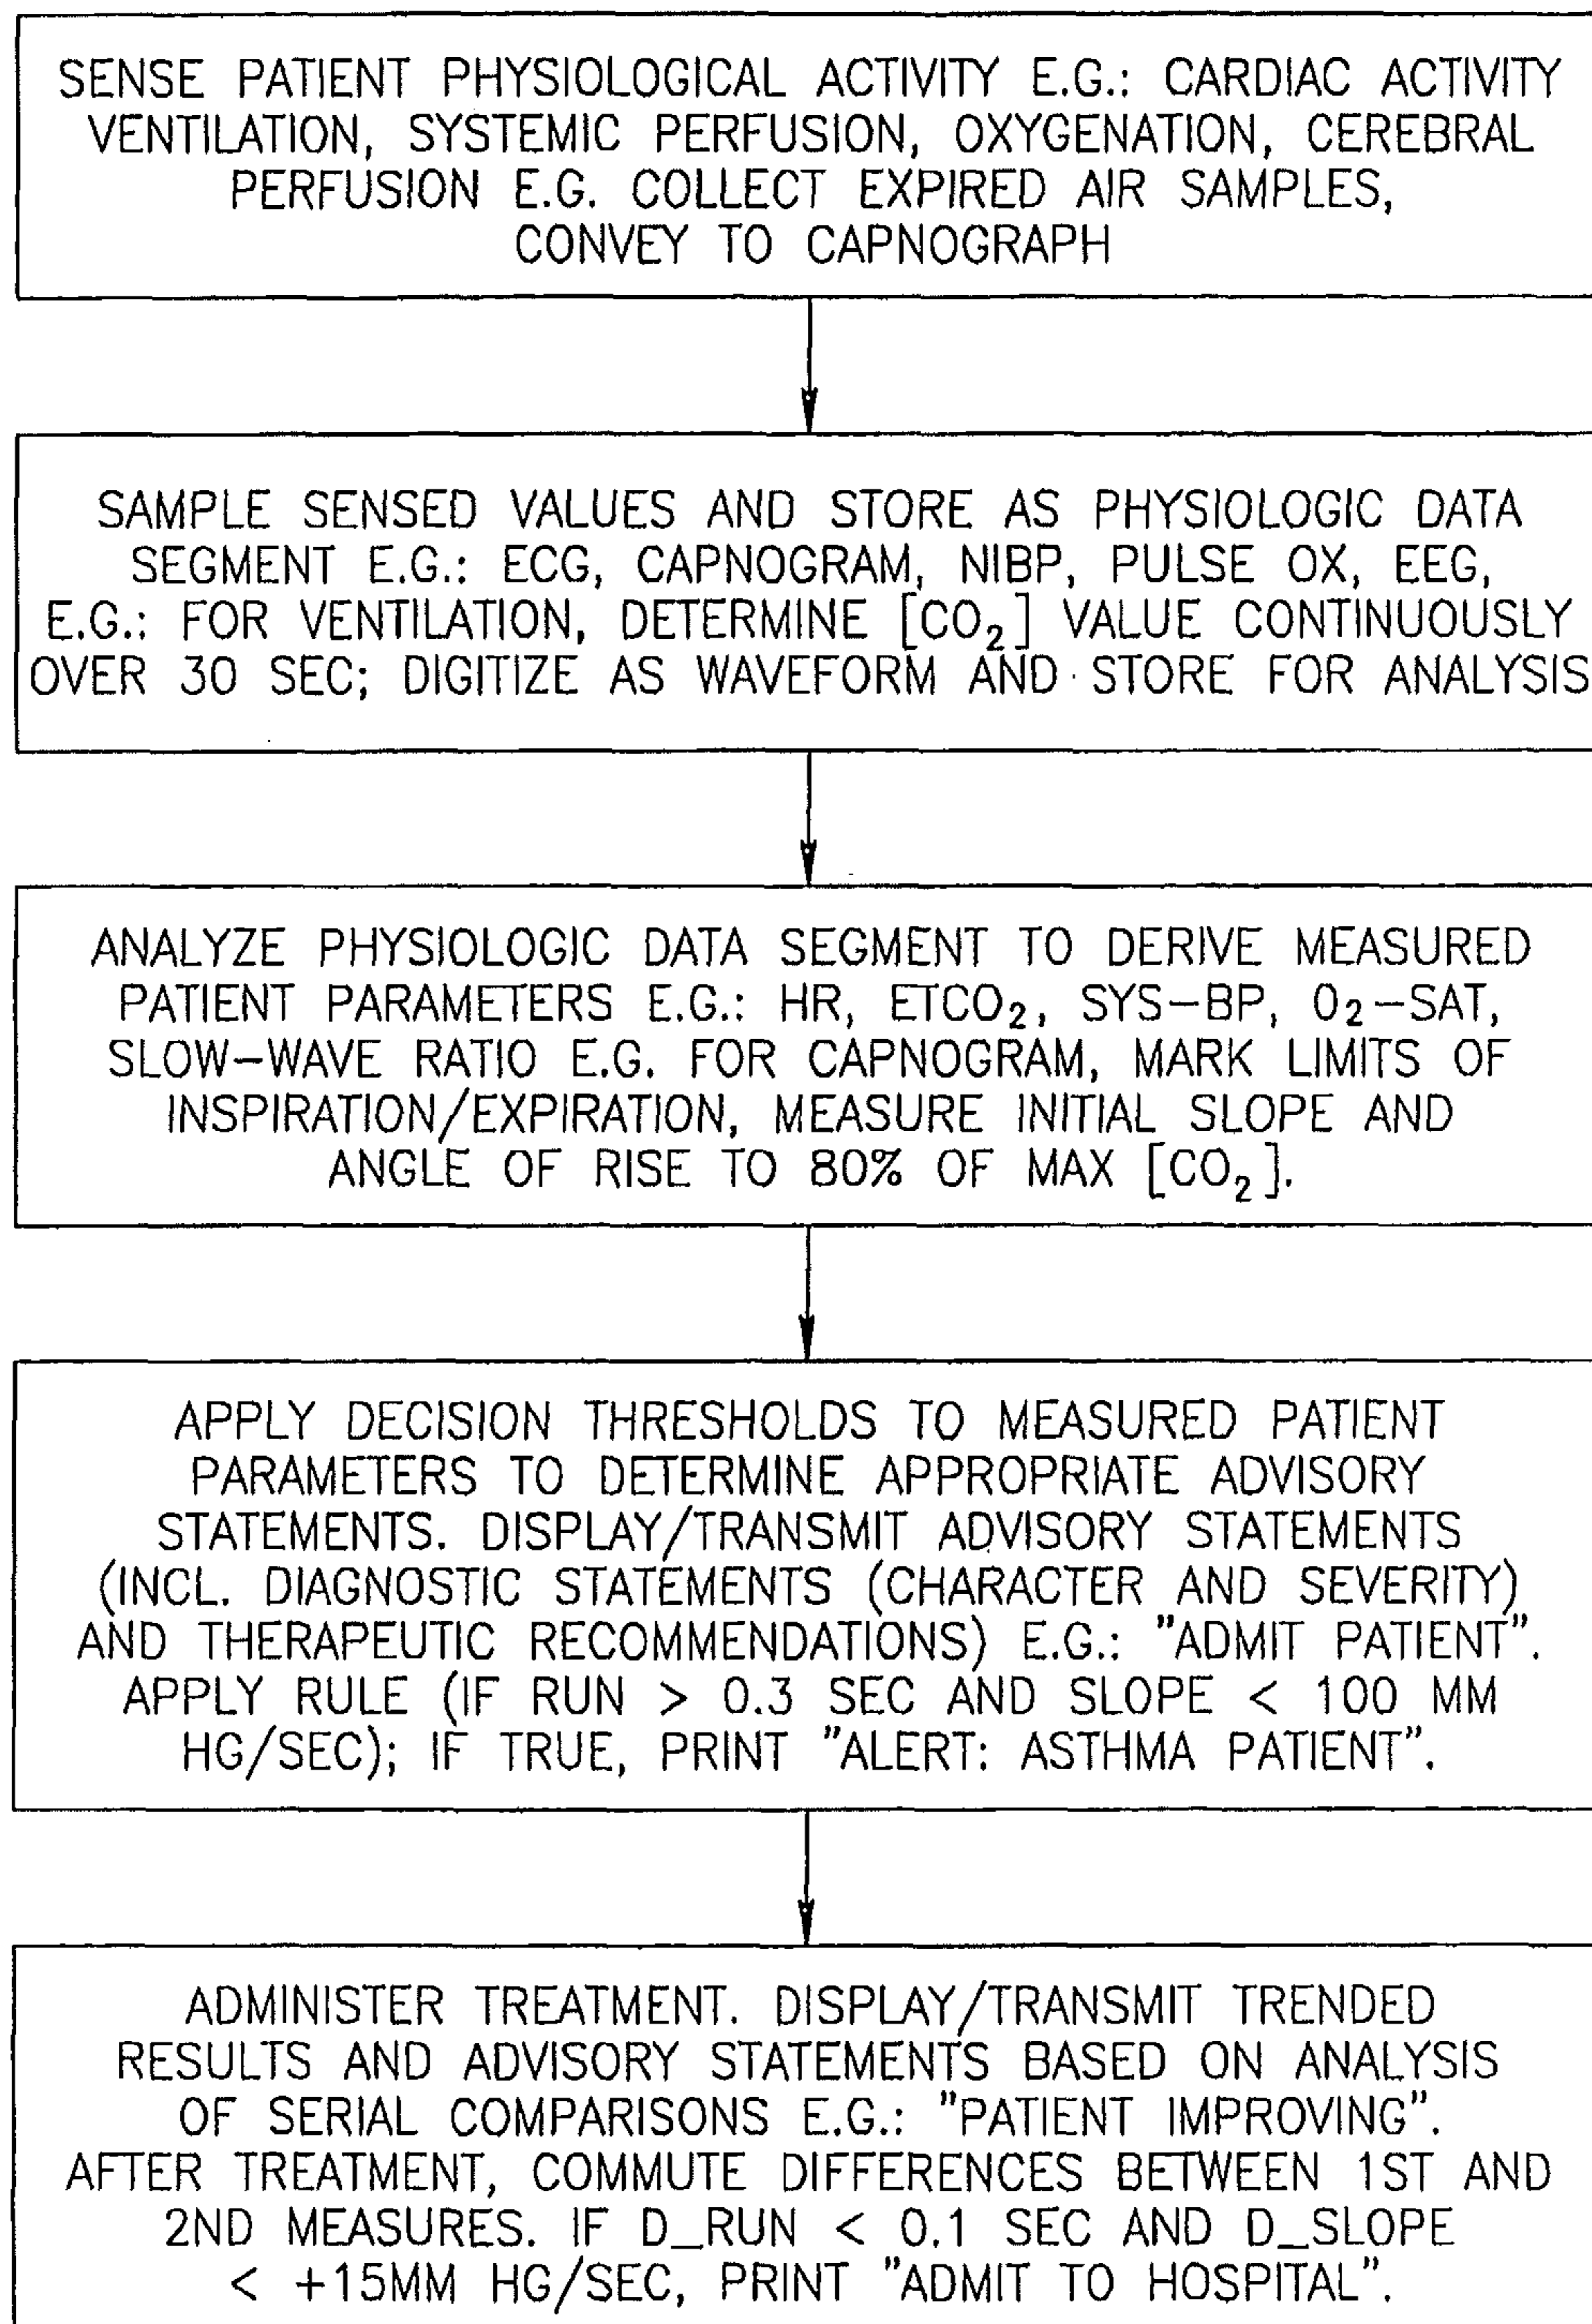 SENSE PATIENT PHYSIOLOGICAL ACTIVITY E.G.: CARDIAC ACTIVITY
VENTILATION, SYSTEMIC PERFUSION, OXYGENATION, CEREBRAL
PERFUSION E.G. COLLECT EXPIRED AIR SAMPLES,
CONVEY TO CAPNOGRAPH
SAMPLE SENSED VALUES AND STORE AS PHYSIOLOGIC DATA
SEGMENT E.G.: ECG, CAPNOGRAM, NIBP, PULSE OX, EEG,
E.G.: FOR VENTILATION, DETERMINE [CO₂] VALUE CONTINUOUSLY
OVER 30 SEC; DIGITIZE AS WAVEFORM AND STORE FOR ANALYSIS
ANALYZE PHYSIOLOGIC DATA SEGMENT TO DERIVE MEASURED
PATIENT PARAMETERS E.G.: HR, ETCO₂, SYS-BP, O₂-SAT,
SLOW-WAVE RATIO E.G. FOR CAPNOGRAM, MARK LIMITS OF
INSPIRATION/EXPIRATION, MEASURE INITIAL SLOPE AND
ANGLE OF RISE TO 80% OF MAX [CO₂].
APPLY DECISION THRESHOLDS TO MEASURED PATIENT
PARAMETERS TO DETERMINE APPROPRIATE ADVISORY
STATEMENTS. DISPLAY/TRANSMIT ADVISORY STATEMENTS
(INCL. DIAGNOSTIC STATEMENTS (CHARACTER AND SEVERITY)
AND THERAPEUTIC RECOMMENDATIONS) E.G.: "ADMIT PATIENT".
APPLY RULE (IF RUN > 0.3 SEC AND SLOPE < 100 MM
HG/SEC); IF TRUE, PRINT "ALERT: ASTHMA PATIENT".
ADMINISTER TREATMENT. DISPLAY/TRANSMIT TRENDED
RESULTS AND ADVISORY STATEMENTS BASED ON ANALYSIS
OF SERIAL COMPARISONS E.G.: "PATIENT IMPROVING".
AFTER TREATMENT, COMMUTE DIFFERENCES BETWEEN 1ST AND
2ND MEASURES. IF D_RUN < 0.1 SEC AND D_SLOPE
< +15MM HG/SEC, PRINT "ADMIT TO HOSPITAL".